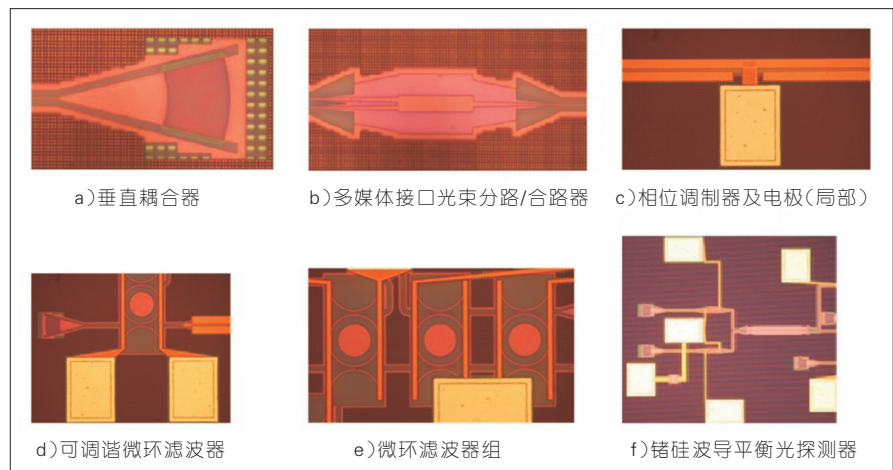 a)垂直耦合器
b)多媒体接口光束分路/合路器
c)相位调制器及电极(局部)
d)可调谐微环滤波器
e)微环滤波器组
f)锗硅波导平衡光探测器